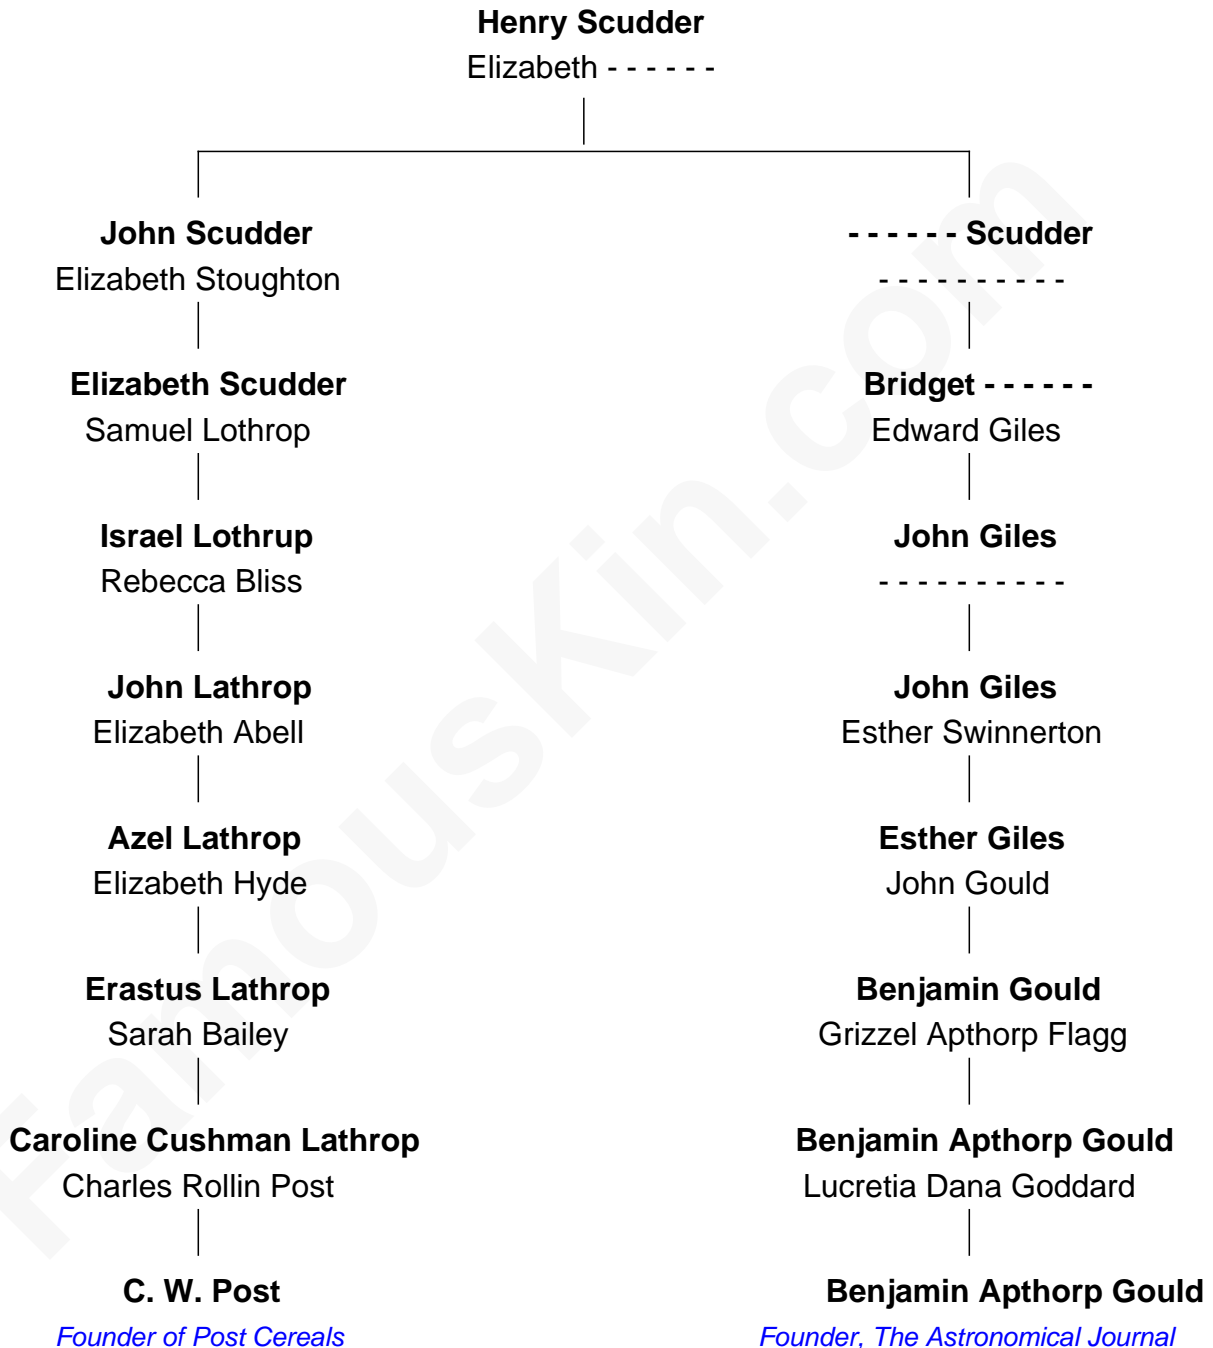 Henry Scudder
Elizabeth - - - - - -
John Scudder
Elizabeth Stoughton
- - - - - - Scudder
- - - - - - - - - -
Elizabeth Scudder
Samuel Lothrop
Bridget - - - - - -
Edward Giles
Israel Lothrup
Rebecca Bliss
John Giles
- - - - - - - - - -
John Lathrop
Elizabeth Abell
John Giles
Esther Swinnerton
Azel Lathrop
Elizabeth Hyde
Esther Giles
John Gould
Erastus Lathrop
Sarah Bailey
Benjamin Gould
Grizzel Apthorp Flagg
Caroline Cushman Lathrop
Charles Rollin Post
Benjamin Apthorp Gould
Lucretia Dana Goddard
C. W. Post
Founder of Post Cereals
Benjamin Apthorp Gould
Founder, The Astronomical Journal
FamousKin.com